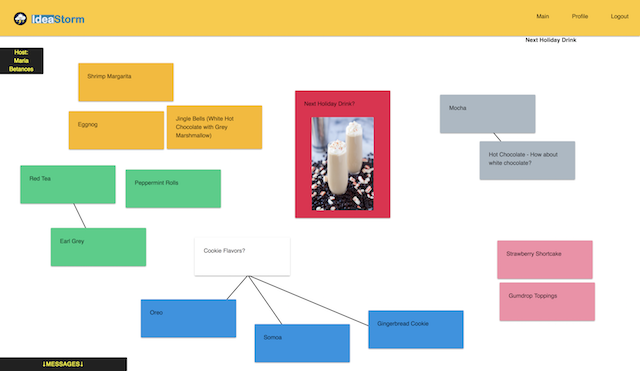 IdeaStorm
Main
Profile
Logout
Next Holiday Drink
Host:
Maria
Betances
Shrimp Margarita
Eggnog
Jingle Bells (White Hot
Chocolate with Grey
Marshmallow)
Next Holiday Drink?
Mocha
Hot Chocolate - How about
white chocolate?
Red Tea
Peppermint Rolls
Earl Grey
Cookie Flavors?
Strawberry Shortcake
Gumdrop Toppings
Oreo
Somoa
Gingerbread Cookie
↓MESSAGES↓